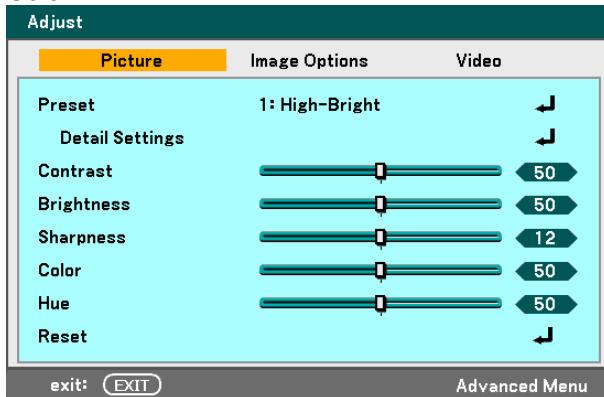 Adjust
Picture Image Options Video
Preset 1: High-Bright
Detail Settings
Contrast 50
Brightness 50
Sharpness 12
Color 50
Hue 50
Reset
exit: EXIT Advanced Menu